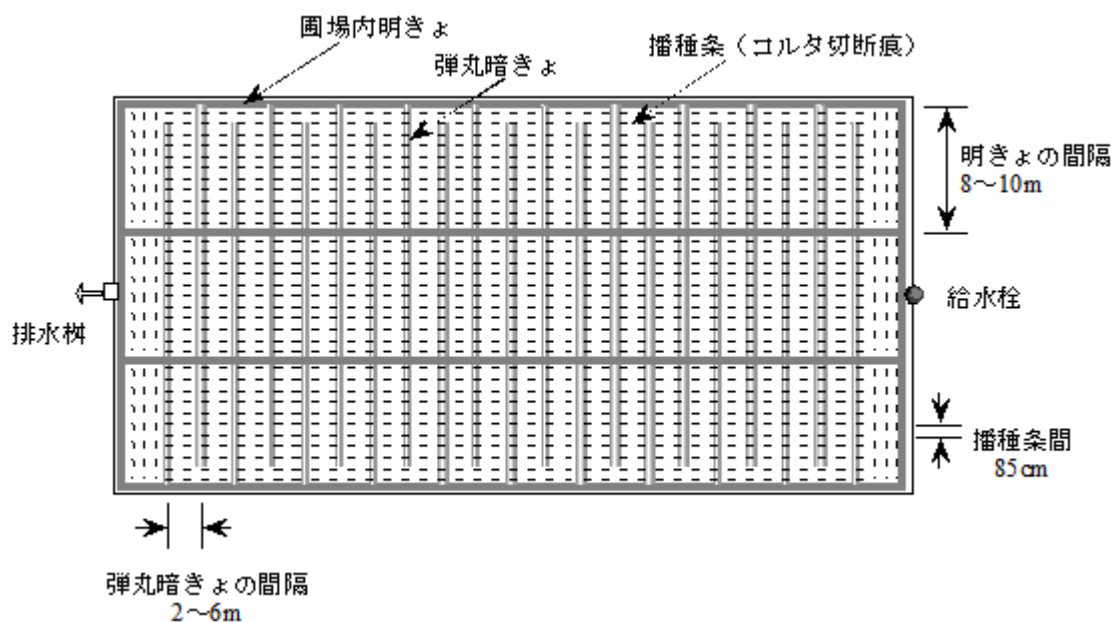 圃場内明きょ
弾丸暗きょ
播種条（コルタ切断痕）
明きょの間隔
8～10m
排水桝
給水栓
播種条間
85cm
弾丸暗きょの間隔
2～6m